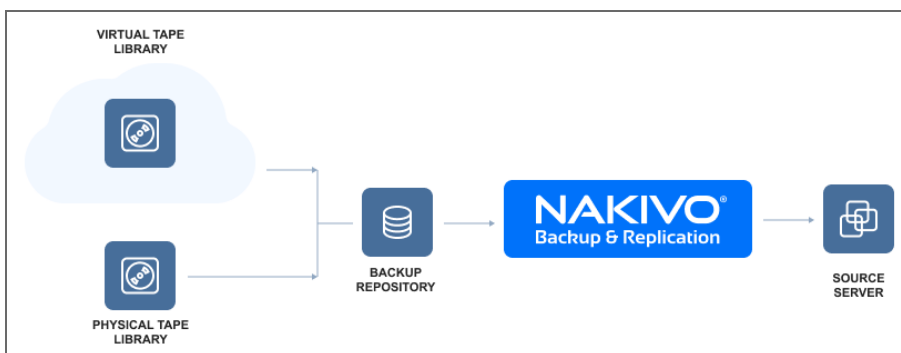 VIRTUAL TAPE
LIBRARY
NAKIVO®
Backup & Replication
BACKUP
REPOSITORY
SOURCE
SERVER
PHYSICAL TAPE
LIBRARY